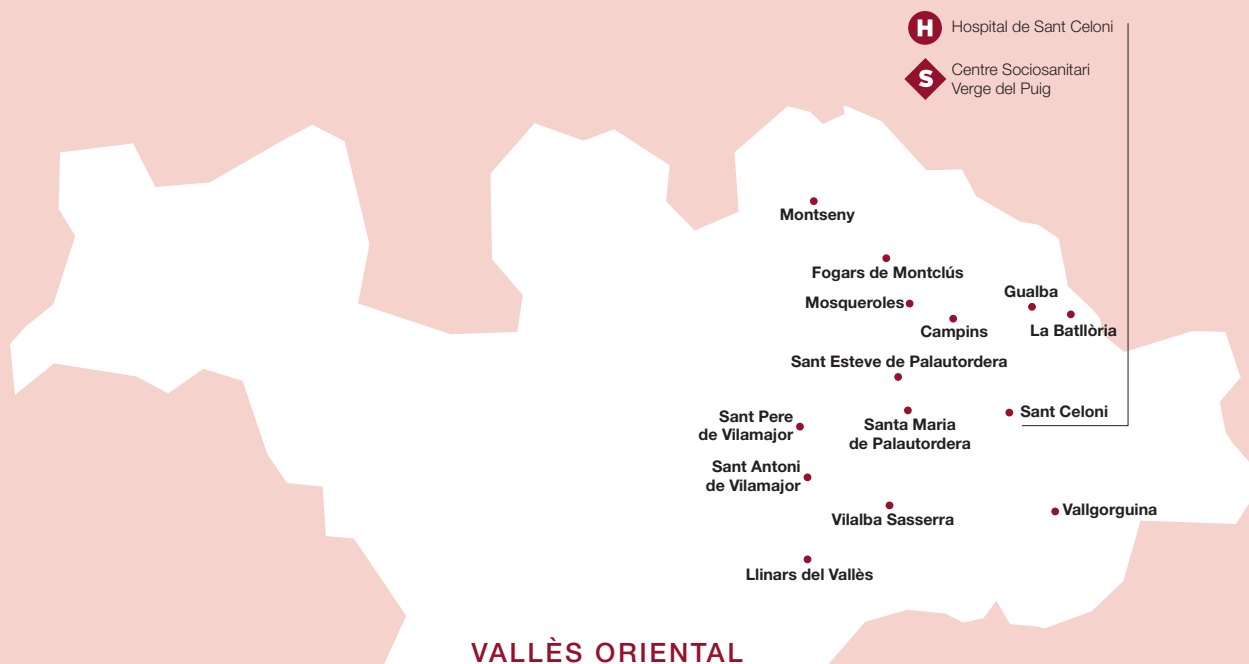 H Hospital de Sant Celoni
S Centre Sociosanitari
Verge del Puig
Montseny
Fogars de Montclús
Gualba
Mosqueroles
Campins
La Batllòria
Sant Esteve de Palautordera
Sant Celoni
Sant Pere
de Vilamajor
Santa Maria
de Palautordera
Sant Antoni
de Vilamajor
Vilalba Sasserra
Vallgorguina
Llinars del Vallès
VALLÈS ORIENTAL